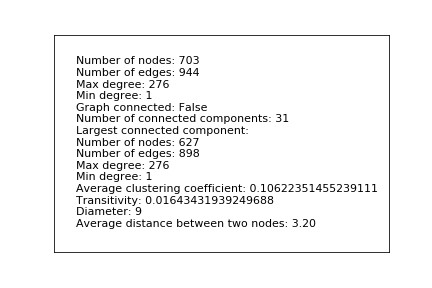 Number of nodes: 703
Number of edges: 944
Max degree: 276
Min degree: 1
Graph connected: False
Number of connected components: 31
Largest connected component:
Number of nodes: 627
Number of edges: 898
Max degree: 276
Min degree: 1
Average clustering coefficient: 0.10622351455239111
Transitivity: 0.01643431939249688
Diameter: 9
Average distance between two nodes: 3.20